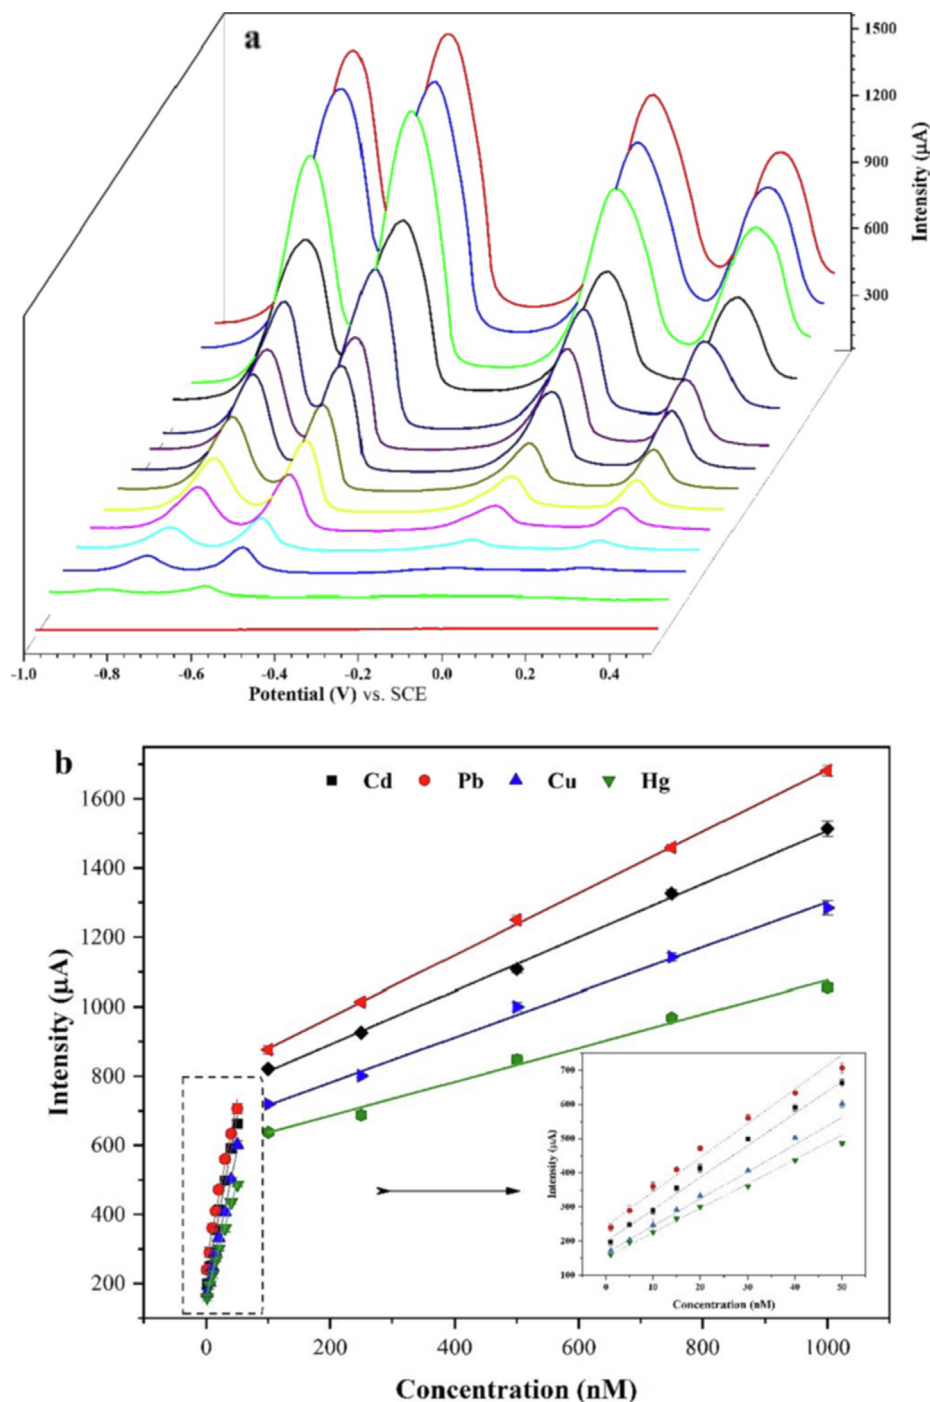 a
1500
1200
900
600
300
Intensity (µA)
-1.0
-0.8
-0.6
-0.4
-0.2
0.0
0.2
0.4
Potential (V) vs. SCE
b
Cd Pb Cu Hg
1600
1400
1200
1000
800
600
400
200
Intensity (µA)
0 200 400 600 800 1000
Concentration (nM)
700
600
500
400
300
200
100
Intensity (µA)
0 10 20 30 40 50
Concentration (nM)